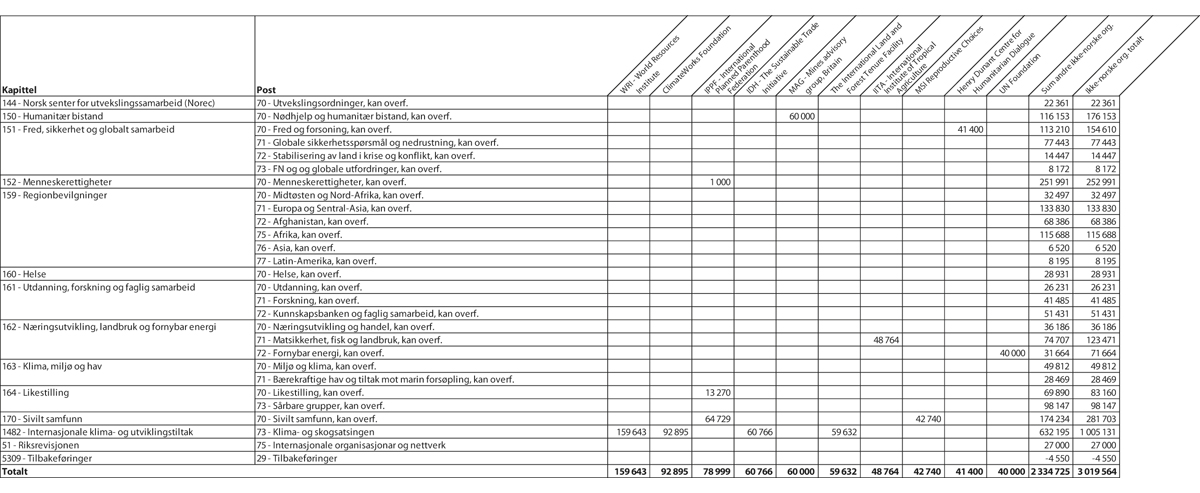 Kapittel Post WRI - World Resources Institute ClimateWorks Foundation IPPF - International Planned Parenthood Federation IDH - The Sustainable Trade Initiative MAG - Mines advisory group, Britain The International Land and Forest Tenure Facility IITA - International Institute of Tropical Agriculture MSI Reproductive Choices Henry Dunant Centre for Humanitarian Dialogue UN Foundation Sum andre ikke-norske org. Ikke-norske org. totalt
144 - Norsk senter for utvekslingssamarbeid (Norec) 70 - Utvekslingsordninger, kan overf. 22 361 22 361
150 - Humanitær bistand 70 - Nødhjelp og humanitær bistand, kan overf. 60 000 116 153 176 153
151 - Fred, sikkerhet og globalt samarbeid 70 - Fred og forsoning, kan overf. 41 400 113 210 154 610
71 - Globale sikkerhetsspørsmål og nedrustning, kan overf. 77 443 77 443
72 - Stabilisering av land i krise og konflikt, kan overf. 14 447 14 447
73 - FN og og globale utfordringer, kan overf. 8 172 8 172
152 - Menneskerettigheter 70 - Menneskerettigheter, kan overf. 1 000 251 991 252 991
159 - Regionbevilgninger 70 - Midtøsten og Nord-Afrika, kan overf. 32 497 32 497
71 - Europa og Sentral-Asia, kan overf. 133 830 133 830
72 - Afghanistan, kan overf. 68 386 68 386
75 - Afrika, kan overf. 115 688 115 688
76 - Asia, kan overf. 6 520 6 520
77 - Latin-Amerika, kan overf. 8 195 8 195
160 - Helse 70 - Helse, kan overf. 28 931 28 931
161 - Utdanning, forskning og faglig samarbeid 70 - Utdanning, kan overf. 26 231 26 231
71 - Forskning, kan overf. 41 485 41 485
72 - Kunnskapsbanken og faglig samarbeid, kan overf. 51 431 51 431
162 - Næringsutvikling, landbruk og fornybar energi 70 - Næringsutvikling og handel, kan overf. 36 186 36 186
71 - Matsikkerhet, fisk og landbruk, kan overf. 48 764 74 707 123 471
72 - Fornybar energi, kan overf. 40 000 31 664 71 664
163 - Klima, miljø og hav 70 - Miljø og klima, kan overf. 49 812 49 812
71 - Bærekraftige hav og tiltak mot marin forsøpling, kan overf. 28 469 28 469
164 - Likestilling 70 - Likestilling, kan overf. 13 270 69 890 83 160
73 - Sårbare grupper, kan overf. 98 147 98 147
170 - Sivilt samfunn 70 - Sivilt samfunn, kan overf. 64 729 42 740 174 234 281 703
1482 - Internasjonale klima- og utviklingstiltak 73 - Klima- og skogsatsingen 159 643 92 895 60 766 59 632 632 195 1 005 131
51 - Riksrevisjonen 75 - Internasjonale organisasjonar og nettverk 27 000 27 000
5309 - Tilbakeføringer 29 - Tilbakeføringer -4 550 -4 550
Totalt 159 643 92 895 78 999 60 766 60 000 59 632 48 764 42 740 41 400 40 000 2 334 725 3 019 564